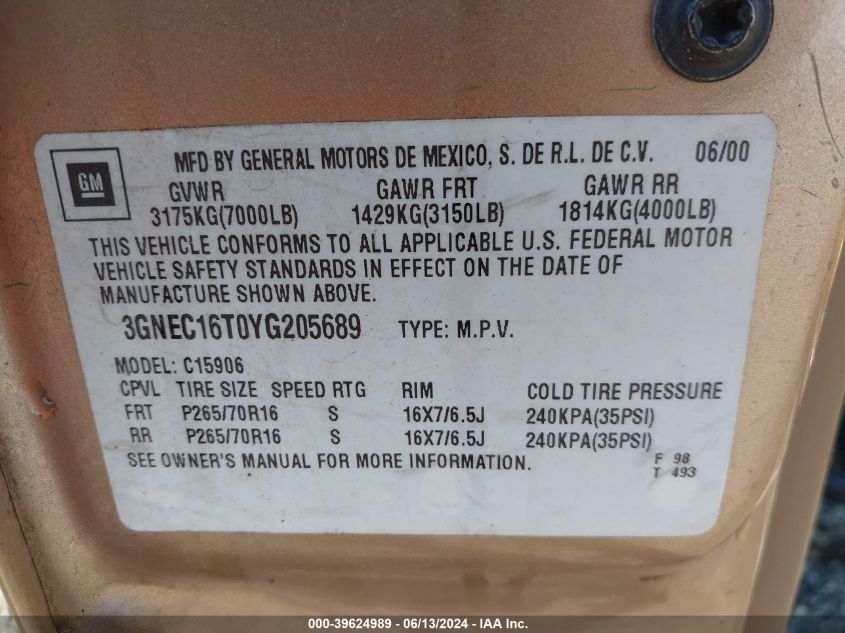 MFD BY GENERAL MOTORS DE MEXICO, S. DE R.L. DE C.V. 06/00
GM
GVWR GAWR FRT GAWR RR
3175KG(7000LB) 1429KG(3150LB) 1814KG(4000LB)
THIS VEHICLE CONFORMS TO ALL APPLICABLE U.S. FEDERAL MOTOR
VEHICLE SAFETY STANDARDS IN EFFECT ON THE DATE OF
MANUFACTURE SHOWN ABOVE.
3GNEC16T0YG205689 TYPE: M.P.V.
MODEL: C15906
CPVL TIRE SIZE SPEED RTG RIM COLD TIRE PRESSURE
FRT P265/70R16 S 16X7/6.5J 240KPA(35PSI)
RR P265/70R16 S 16X7/6.5J 240KPA(35PSI)
SEE OWNER'S MANUAL FOR MORE INFORMATION.
F 98
T 493
000-39624989 - 06/13/2024 - IAA Inc.